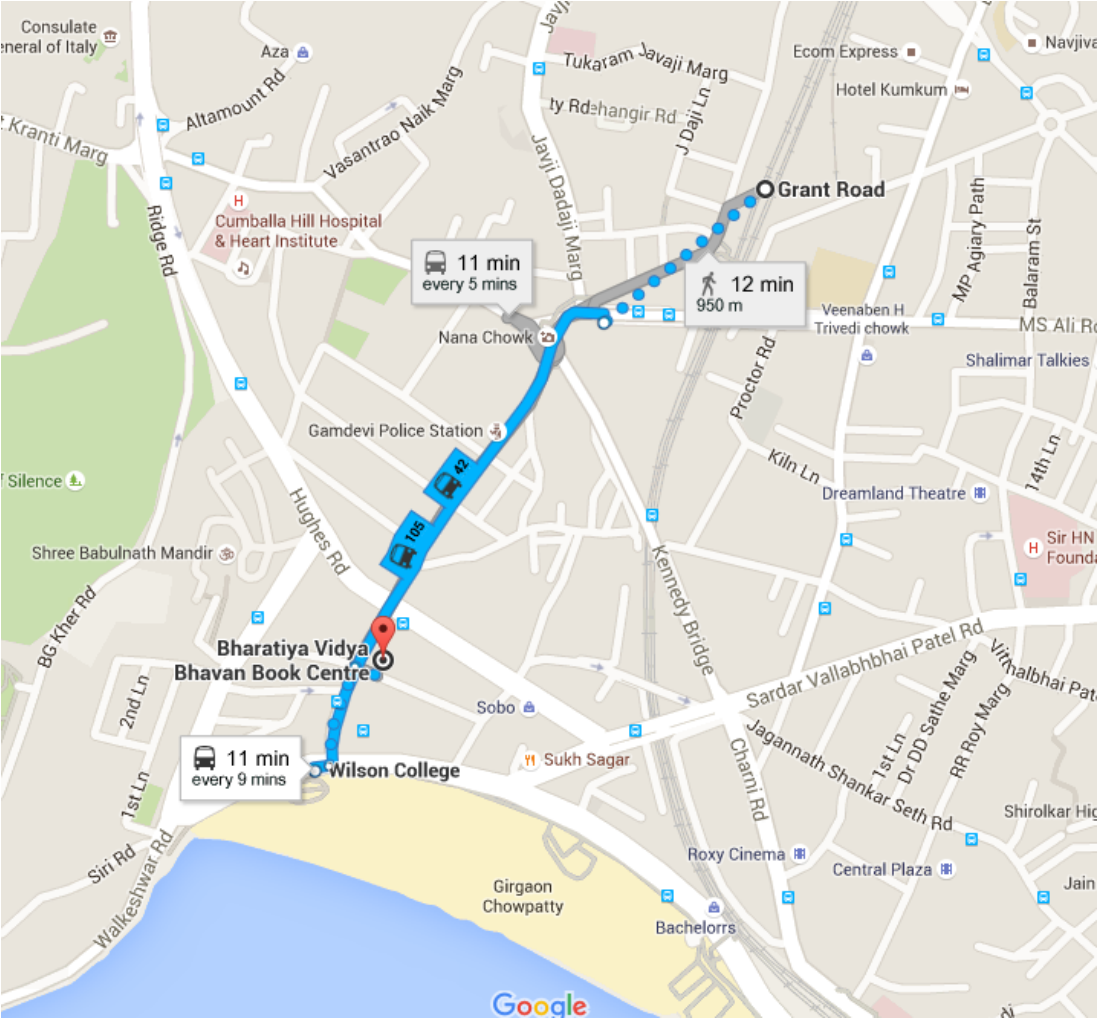 Consulate
eneral of Italy
Aza
Javji
Tukaram Javaji Marg
Ecom Express
Navjiva
Hotel Kumkum
Altamount Rd
Vasantrao Naik Marg
ty Rd
ehangir Rd
J Daji Ln
t Kranti Marg
Javji Dadaji Marg
Grant Road
Ridge Rd
H
Cumballa Hill Hospital
& Heart Institute
MP Agiary Path
Balaram St
11 min
every 5 mins
12 min
950 m
Veenaben H
Trivedi chowk
MS Ali Ro
Nana Chowk
Shalimar Talkies
Proctor Rd
Gamdevi Police Station
42
Kiln Ln
14th Ln
f Silence
Dreamland Theatre
Hughes Rd
105
H
Sir HN
Founda
Shree Babulnath Mandir
Kennedy Bridge
BG Kher Rd
Bharatiya Vidya
Bhavan Book Centre
Sardar Vallabhbhai Patel Rd
Vithalbhai Pate
2nd Ln
Sobo
Dr DD Sathe Marg
RR Roy Marg
1st Ln
Jagannath Shankar Seth Rd
Charni Rd
11 min
every 9 mins
Wilson College
Sukh Sagar
1st Ln
Shirolkar Hig
Siri Rd
Roxy Cinema
Central Plaza
Walkeshwar Rd
Girgaon
Chowpatty
Jain
Bachelorrs
Google